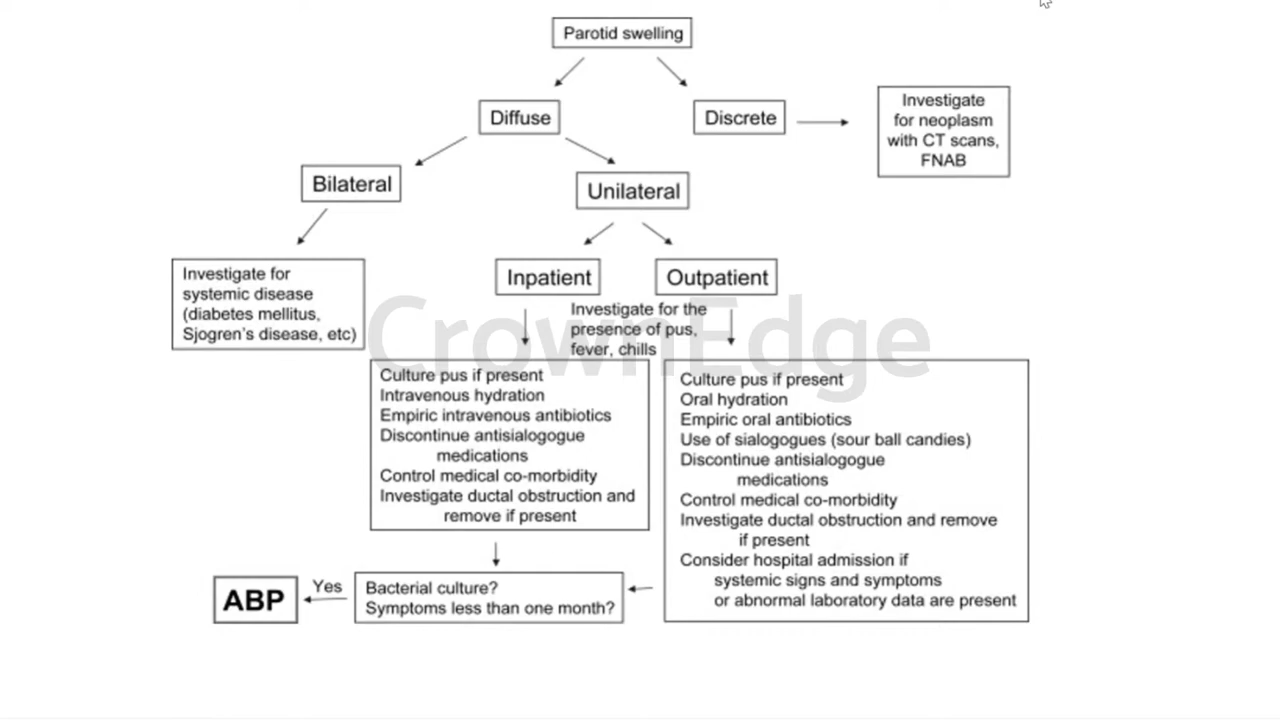 Parotid swelling
Diffuse
Discrete
Investigate
for neoplasm
with CT scans,
FNAB
Bilateral
Unilateral
Investigate for
systemic disease
(diabetes mellitus,
Sjogren's disease, etc)
Inpatient
Outpatient
Investigate for the
presence of pus,
fever, chills
CrownEdge
Culture pus if present
Intravenous hydration
Empiric intravenous antibiotics
Discontinue antisialogogue
medications
Control medical co-morbidity
Investigate ductal obstruction and
remove if present
Culture pus if present
Oral hydration
Empiric oral antibiotics
Use of sialogogues (sour ball candies)
Discontinue antisialogogue
medications
Control medical co-morbidity
Investigate ductal obstruction and remove
if present
Consider hospital admission if
systemic signs and symptoms
or abnormal laboratory data are present
Bacterial culture?
Symptoms less than one month?
Yes
ABP